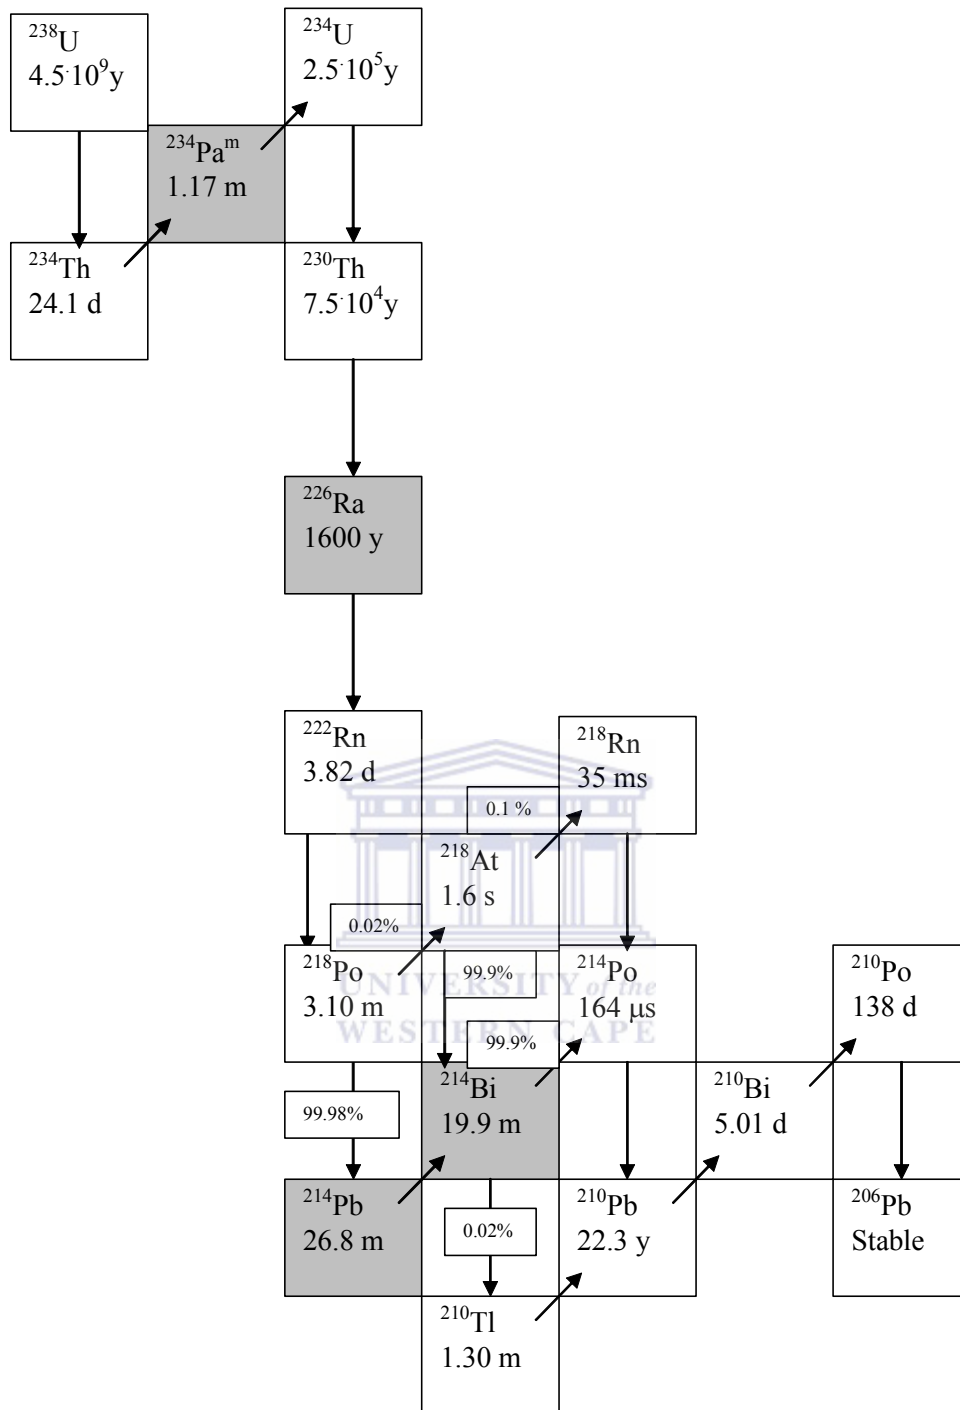 ²³⁸U
4.5·10⁹y
²³⁴U
2.5·10⁵y
²³⁴Paᵐ
1.17 m
²³⁴Th
24.1 d
²³⁰Th
7.5·10⁴y
²²⁶Ra
1600 y
²²²Rn
3.82 d
²¹⁸Rn
35 ms
0.1 %
²¹⁸At
1.6 s
0.02%
²¹⁸Po
3.10 m
99.9%
²¹⁴Po
164 μs
²¹⁰Po
138 d
UNIVERSITY of the
WESTERN CAPE
99.9%
²¹⁴Bi
19.9 m
²¹⁰Bi
5.01 d
99.98%
²¹⁴Pb
26.8 m
0.02%
²¹⁰Pb
22.3 y
²⁰⁶Pb
Stable
²¹⁰Tl
1.30 m